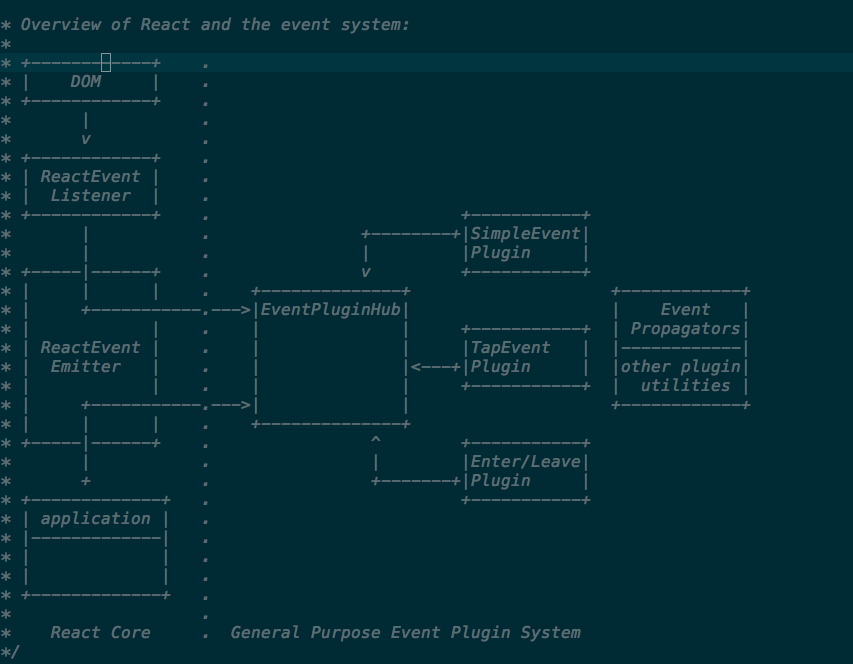 * Overview of React and the event system:
*
* +------------+    .
* |    DOM     |    .
* +------------+    .
*       |           .
*       v           .
* +------------+    .
* | ReactEvent |    .
* |  Listener  |    .
* +------------+    .                         +-----------+
*       |           .               +--------+|SimpleEvent|
*       |           .               |         |Plugin     |
* +-----|------+    .               v         +-----------+
* |     |      |    .    +--------------+                    +------------+
* |     +-----------.--->|EventPluginHub|                    |    Event   |
* |            |    .    |              |     +-----------+  | Propagators|
* | ReactEvent |    .    |              |     |TapEvent   |  |------------|
* |  Emitter   |    .    |              |<---+|Plugin     |  |other plugin|
* |            |    .    |              |     +-----------+  |  utilities |
* |     +-----------.--->|              |                    +------------+
* |     |      |    .    +--------------+
* +-----|------+    .                ^        +-----------+
*       |           .                |        |Enter/Leave|
*       +           .                +-------+|Plugin     |
* +-------------+   .                         +-----------+
* | application |   .
* |-------------|   .
* |             |   .
* |             |   .
* +-------------+   .
*                   .
*    React Core     .  General Purpose Event Plugin System
*/